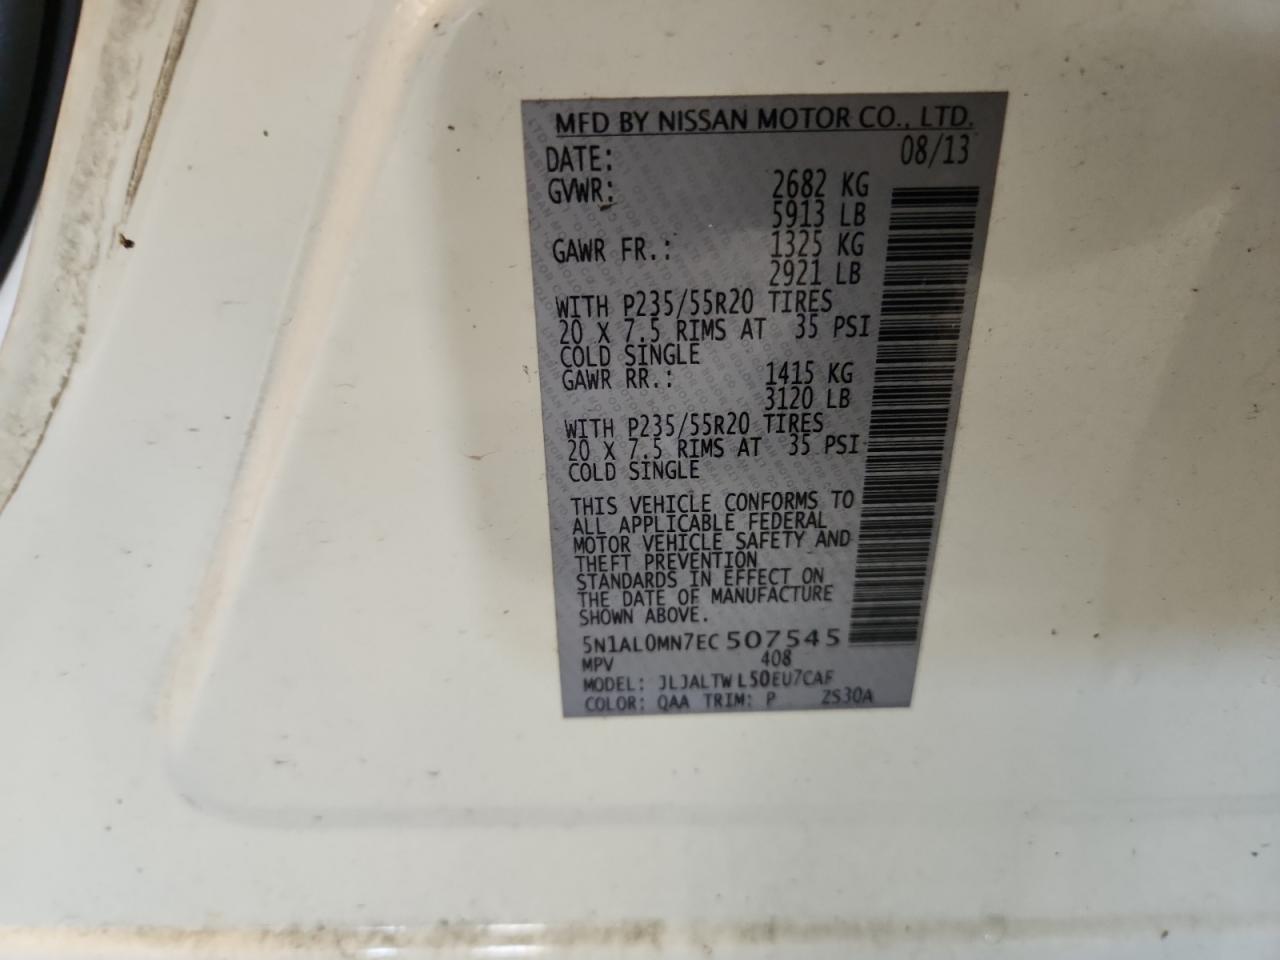 MFD BY NISSAN MOTOR CO., LTD.
DATE: 08/13
GVWR: 2682 KG
5913 LB
GAWR FR.: 1325 KG
2921 LB
WITH P235/55R20 TIRES
20 X 7.5 RIMS AT 35 PSI
COLD SINGLE
GAWR RR.: 1415 KG
3120 LB
WITH P235/55R20 TIRES
20 X 7.5 RIMS AT 35 PSI
COLD SINGLE
THIS VEHICLE CONFORMS TO
ALL APPLICABLE FEDERAL
MOTOR VEHICLE SAFETY AND
THEFT PREVENTION
STANDARDS IN EFFECT ON
THE DATE OF MANUFACTURE
SHOWN ABOVE.
5N1AL0MN7EC 507545
MPV 408
MODEL: JLJALTW L50EU7CAF
COLOR: QAA TRIM: P ZS30A